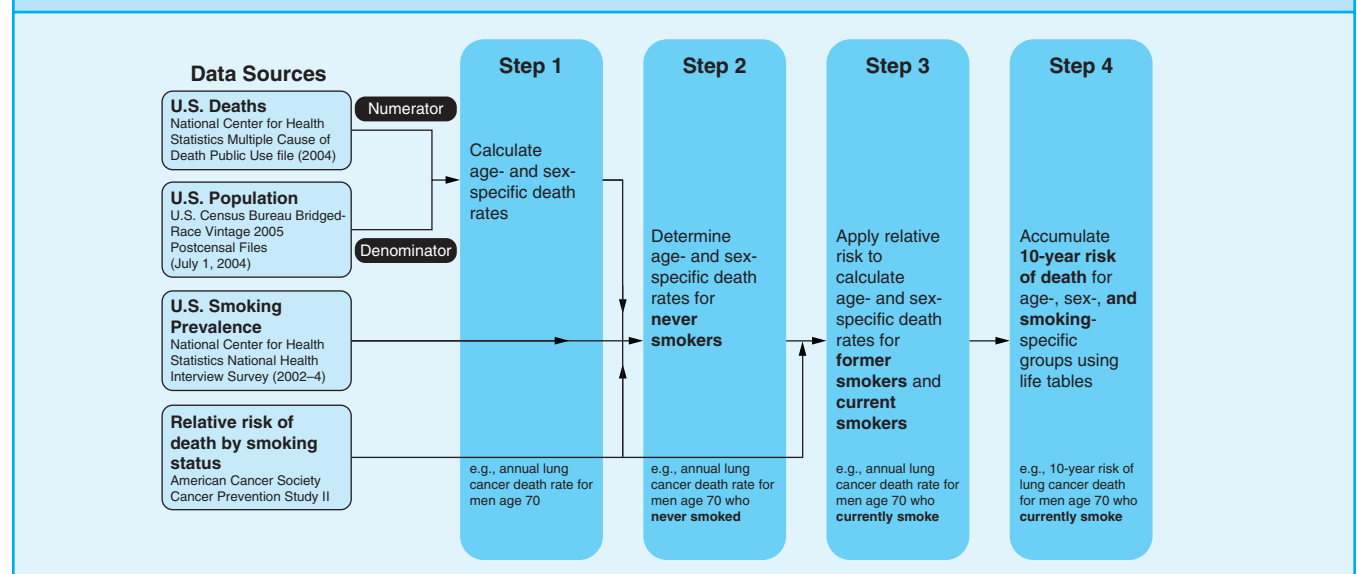 Data Sources
U.S. Deaths
National Center for Health
Statistics Multiple Cause of
Death Public Use file (2004)
Numerator
U.S. Population
U.S. Census Bureau Bridged-
Race Vintage 2005
Postcensal Files
(July 1, 2004)
Denominator
U.S. Smoking
Prevalence
National Center for Health
Statistics National Health
Interview Survey (2002–4)
Relative risk of
death by smoking
status
American Cancer Society
Cancer Prevention Study II
Step 1
Calculate
age- and sex-
specific death
rates
e.g., annual lung
cancer death rate for
men age 70
Step 2
Determine
age- and sex-
specific death
rates for
never
smokers
e.g., annual lung
cancer death rate for
men age 70 who
never smoked
Step 3
Apply relative
risk to
calculate
age- and sex-
specific death
rates for
former
smokers and
current
smokers
e.g., annual lung
cancer death rate for
men age 70 who
currently smoke
Step 4
Accumulate
10-year risk
of death for
age-, sex-, and
smoking-
specific
groups using
life tables
e.g., 10-year risk of
lung cancer death
for men age 70 who
currently smoke